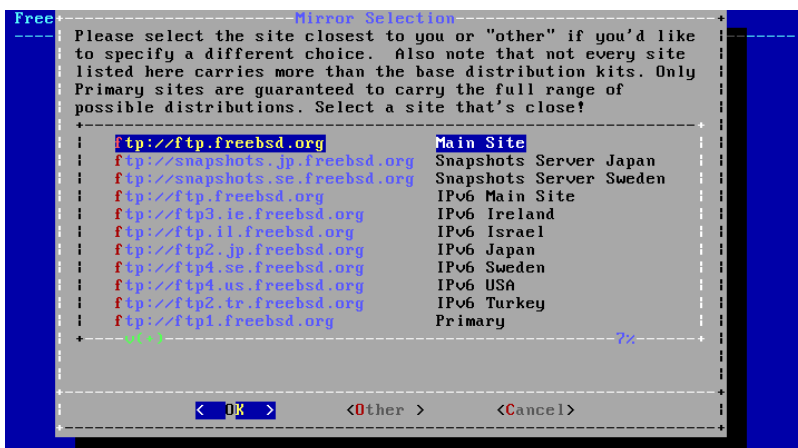 Free
Mirror Selection
Please select the site closest to you or "other" if you'd like
to specify a different choice.  Also note that not every site
listed here carries more than the base distribution kits. Only
Primary sites are guaranteed to carry the full range of
possible distributions. Select a site that's close!
ftp://ftp.freebsd.org Main Site
ftp://snapshots.jp.freebsd.org Snapshots Server Japan
ftp://snapshots.se.freebsd.org Snapshots Server Sweden
ftp://ftp.freebsd.org IPv6 Main Site
ftp://ftp3.ie.freebsd.org IPv6 Ireland
ftp://ftp.il.freebsd.org IPv6 Israel
ftp://ftp2.jp.freebsd.org IPv6 Japan
ftp://ftp4.se.freebsd.org IPv6 Sweden
ftp://ftp4.us.freebsd.org IPv6 USA
ftp://ftp2.tr.freebsd.org IPv6 Turkey
ftp://ftp1.freebsd.org Primary
v(+) 7%
<  OK  > <Other > <Cancel>